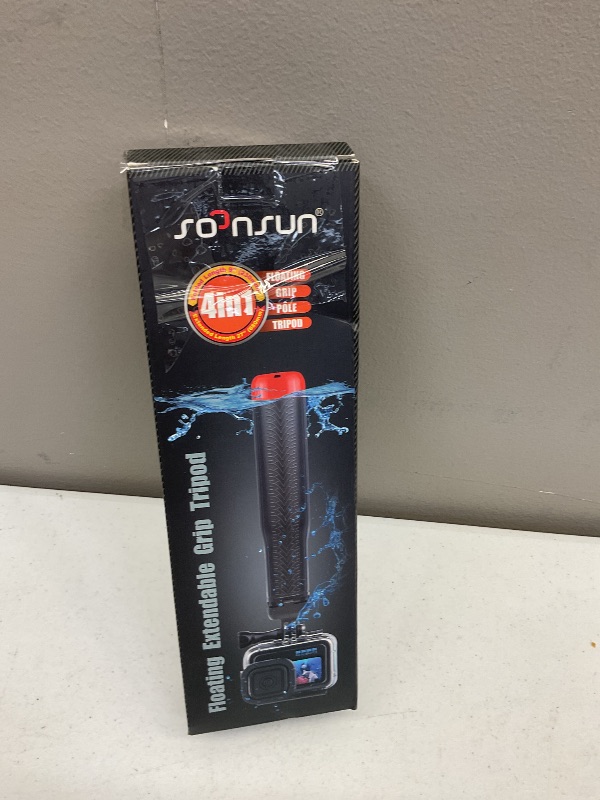 soonsun®
4in1
FLOATING
GRIP
POLE
TRIPOD
Floating Extendable Grip Tripod